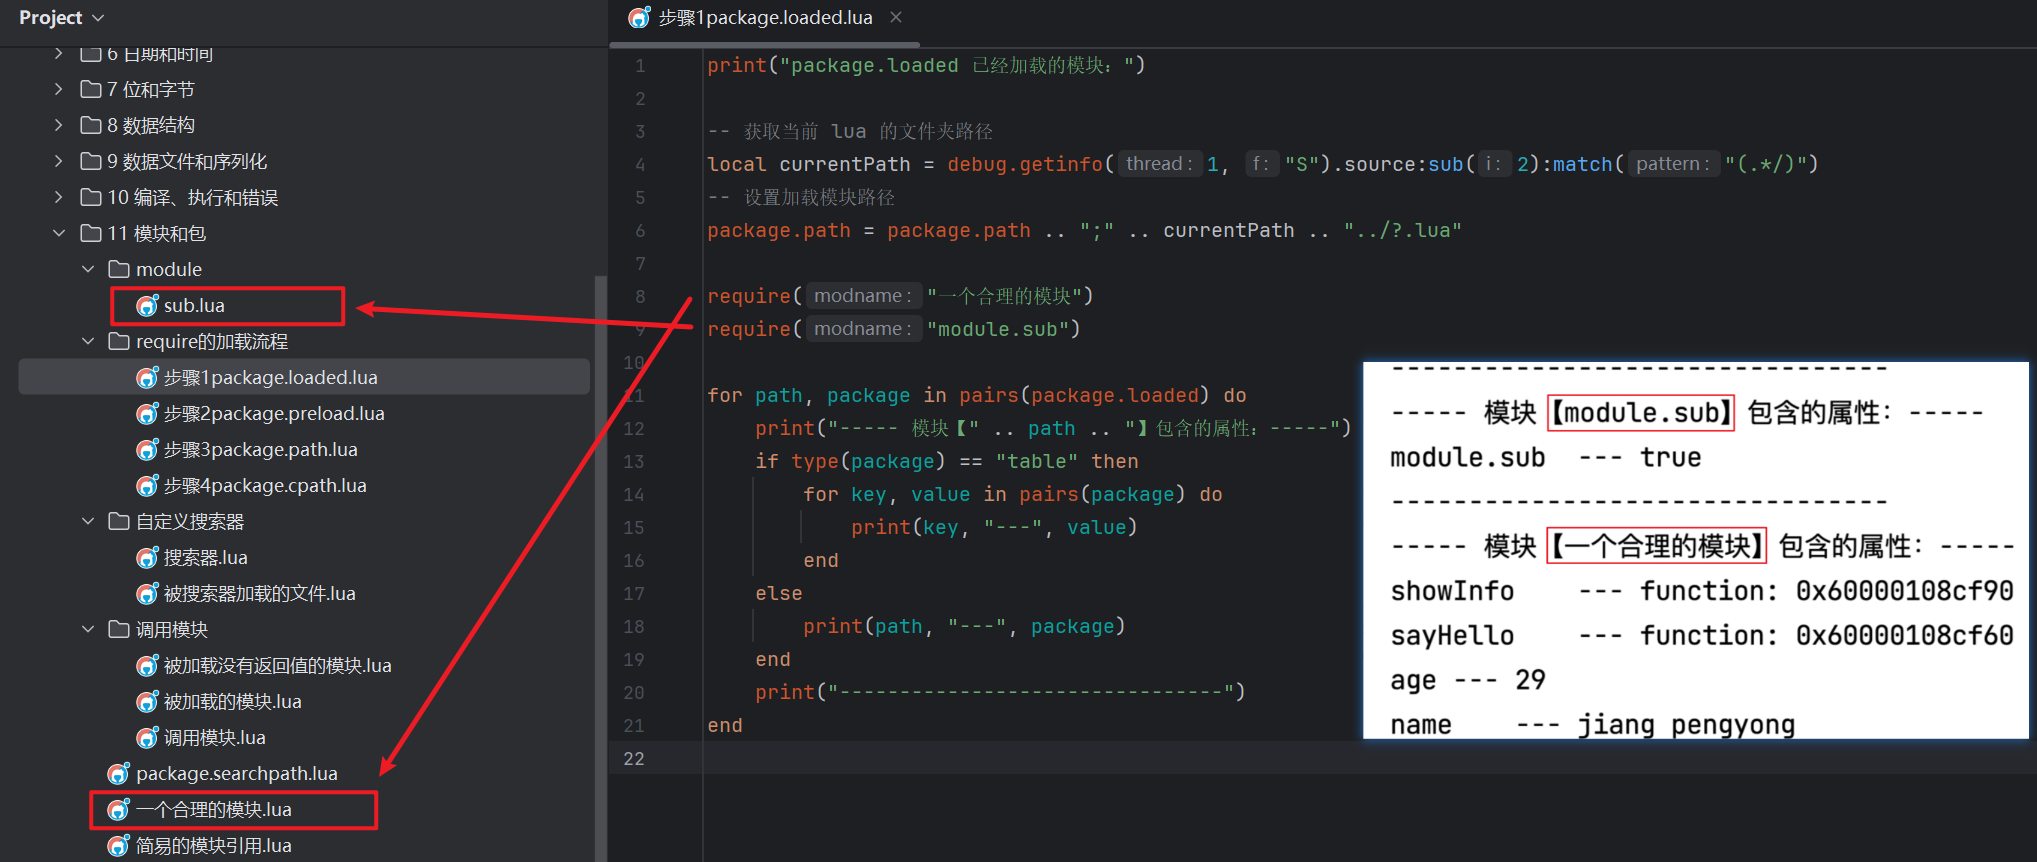 Project
6 日期和时间
7 位和字节
8 数据结构
9 数据文件和序列化
10 编译、执行和错误
11 模块和包
module
sub.lua
require的加载流程
步骤1package.loaded.lua
步骤2package.preload.lua
步骤3package.path.lua
步骤4package.cpath.lua
自定义搜索器
搜索器.lua
被搜索器加载的文件.lua
调用模块
被加载没有返回值的模块.lua
被加载的模块.lua
调用模块.lua
package.searchpath.lua
一个合理的模块.lua
简易的模块引用.lua
步骤1package.loaded.lua
1 print("package.loaded 已经加载的模块：")
2
3 -- 获取当前 lua 的文件夹路径
4 local currentPath = debug.getinfo( thread: 1, f: "S").source:sub( i: 2):match( pattern: "(.*/)")
5 -- 设置加载模块路径
6 package.path = package.path .. ";" .. currentPath .. "../?.lua"
7
8 require( modname: "一个合理的模块")
9 require( modname: "module.sub")
10
11 for path, package in pairs(package.loaded) do
12 print("----- 模块【" .. path .. "】包含的属性：-----")
13 if type(package) == "table" then
14 for key, value in pairs(package) do
15 print(key, "---", value)
16 end
17 else
18 print(path, "---", package)
19 end
20 print("--------------------------------")
21 end
22
--------------------------------
----- 模块【module.sub】包含的属性：-----
module.sub --- true
--------------------------------
----- 模块【一个合理的模块】包含的属性：-----
showInfo --- function: 0x60000108cf90
sayHello --- function: 0x60000108cf60
age --- 29
name --- jiang pengyong